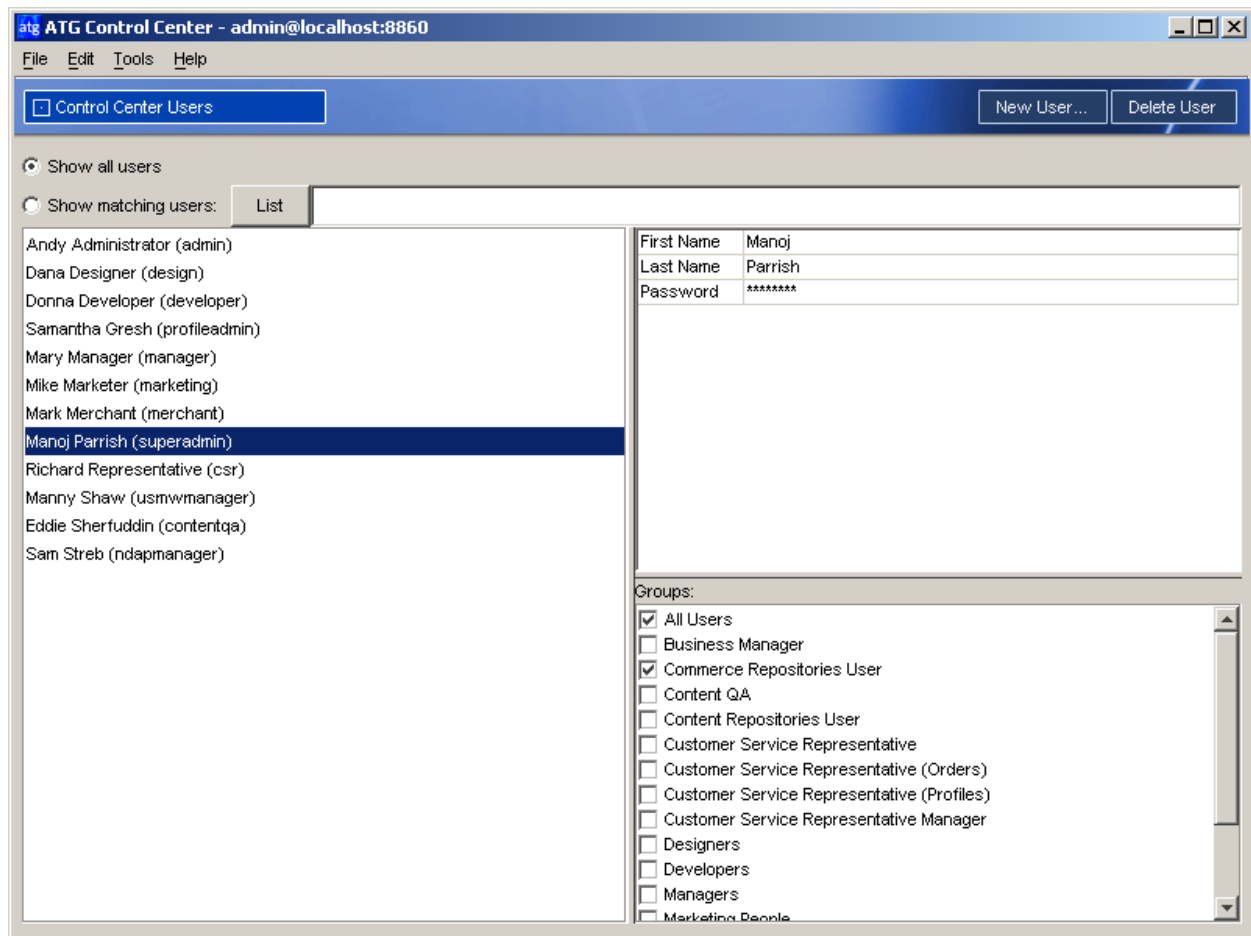 atg ATG Control Center - admin@localhost:8860
File Edit Tools Help
Control Center Users New User... Delete User
Show all users
Show matching users: List
Andy Administrator (admin)
Dana Designer (design)
Donna Developer (developer)
Samantha Gresh (profileadmin)
Mary Manager (manager)
Mike Marketer (marketing)
Mark Merchant (merchant)
Manoj Parrish (superadmin)
Richard Representative (csr)
Manny Shaw (usmwmanager)
Eddie Sherfuddin (contentqa)
Sam Streb (ndapmanager)
First Name Manoj
Last Name Parrish
Password ********
Groups:
All Users
Business Manager
Commerce Repositories User
Content QA
Content Repositories User
Customer Service Representative
Customer Service Representative (Orders)
Customer Service Representative (Profiles)
Customer Service Representative Manager
Designers
Developers
Managers
Marketing People